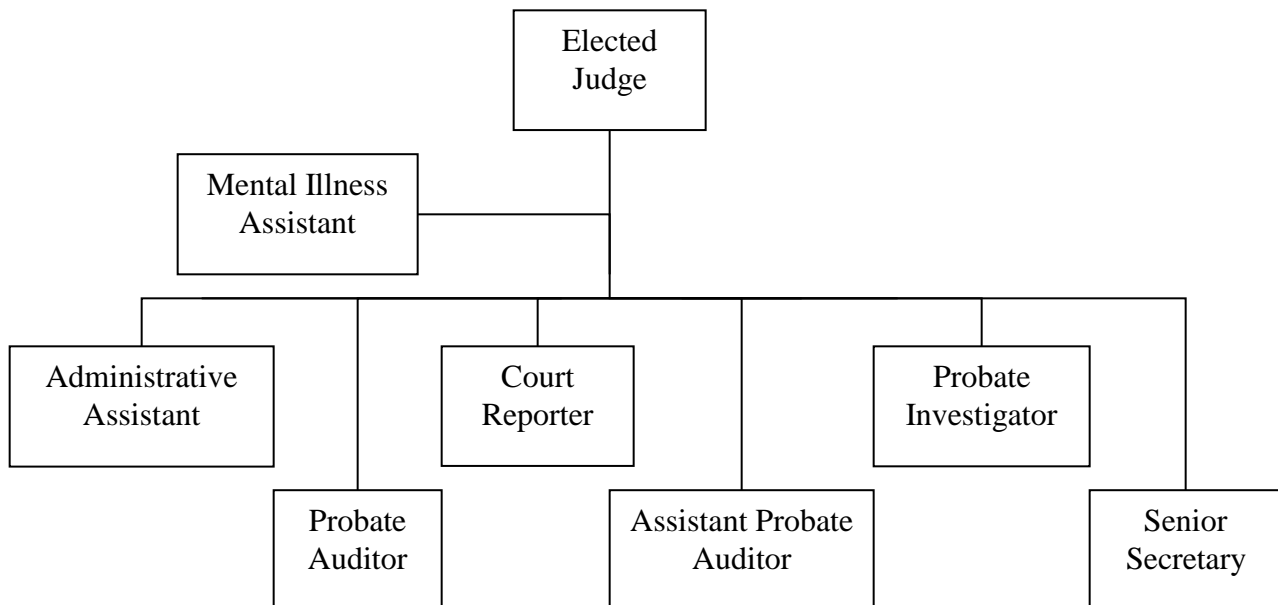 Elected
Judge
Mental Illness
Assistant
Administrative
Assistant
Court
Reporter
Probate
Investigator
Probate
Auditor
Assistant Probate
Auditor
Senior
Secretary